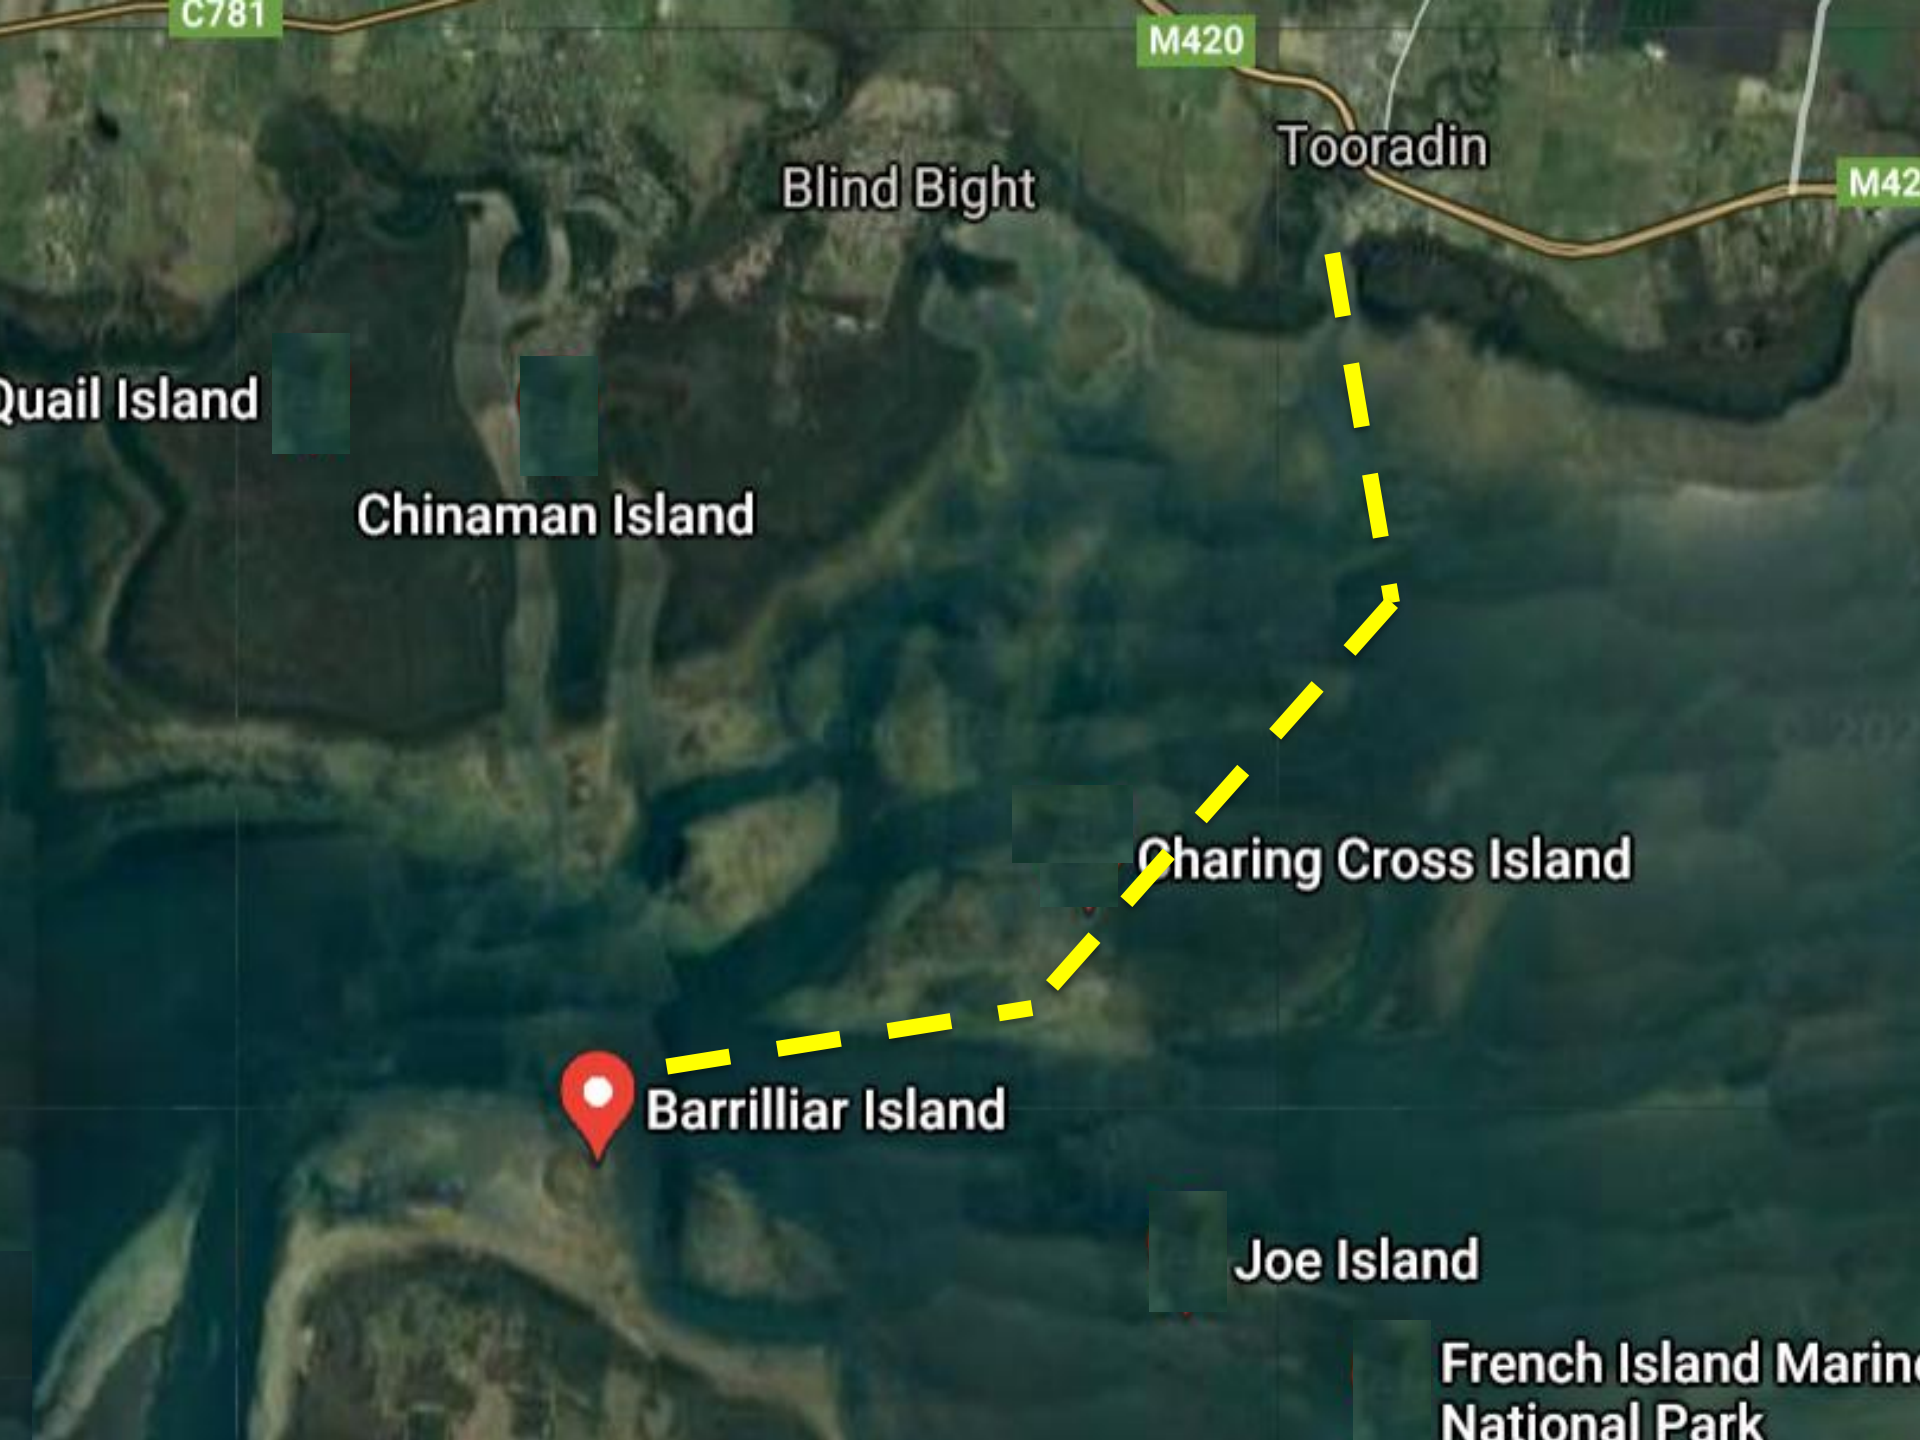 C781
M420
Tooradin
Blind Bight
M42
Quail Island
Chinaman Island
Charing Cross Island
Barrilliar Island
Joe Island
French Island Marine
National Park